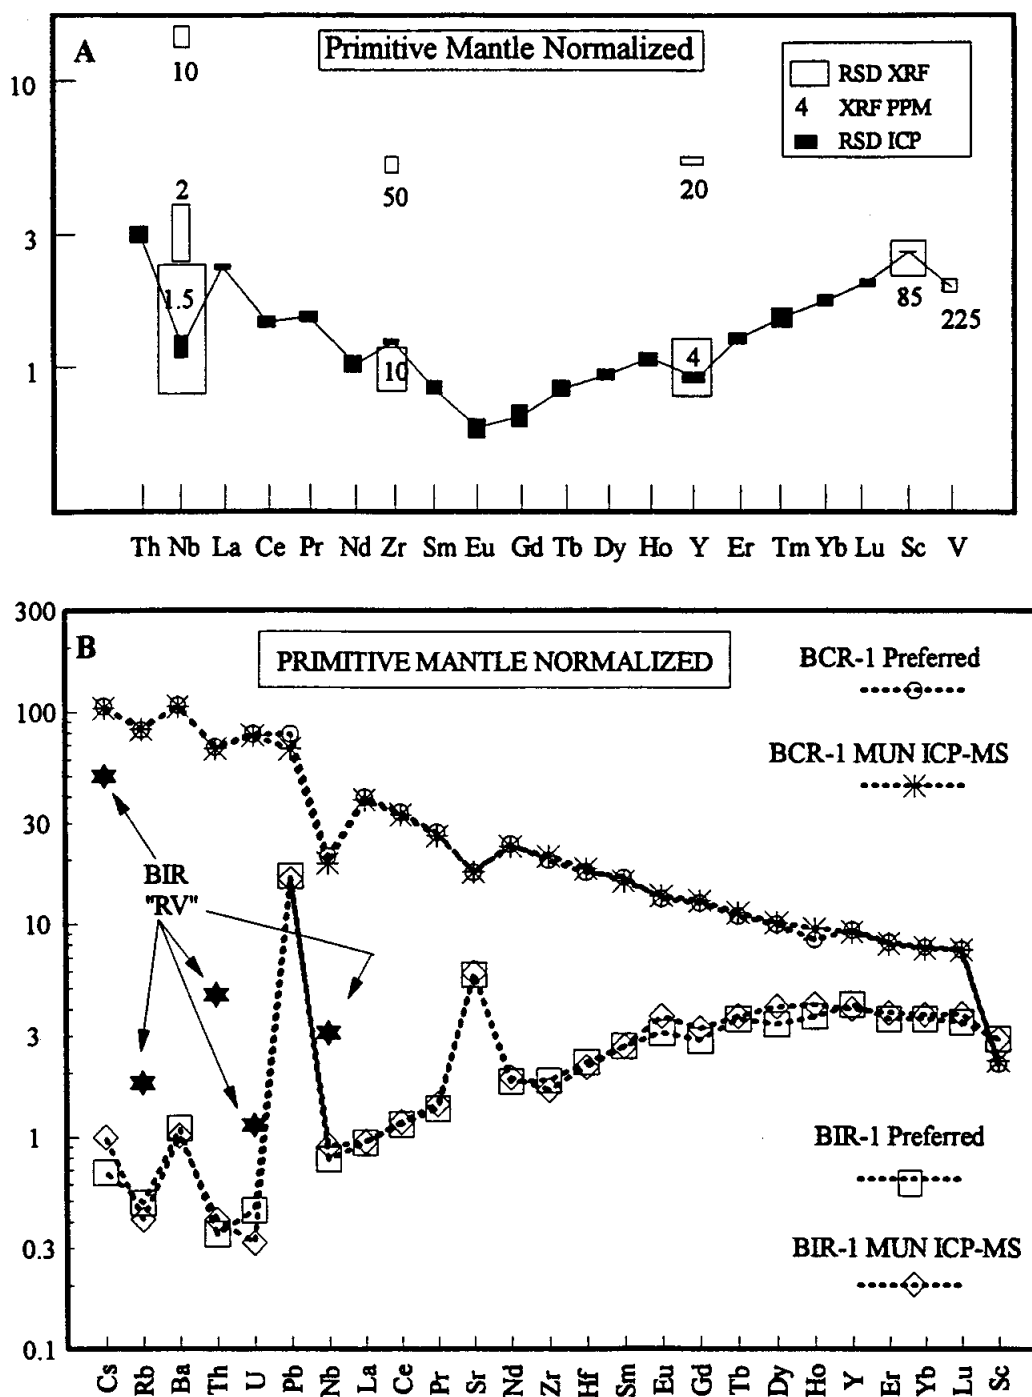 A
Primitive Mantle Normalized
RSD XRF
4 XRF PPM
RSD ICP
10
3
1
10
2
1.5
50
10
20
4
85
225
Th Nb La Ce Pr Nd Zr Sm Eu Gd Tb Dy Ho Y Er Tm Yb Lu Sc V
B
PRIMITIVE MANTLE NORMALIZED
BCR-1 Preferred
BCR-1 MUN ICP-MS
BIR
"RV"
BIR-1 Preferred
BIR-1 MUN ICP-MS
300
100
30
10
3
1
0.3
0.1
Cs Rb Ba Th U Pb Nb La Ce Pr Sr Nd Zr Hf Sm Eu Gd Tb Dy Ho Y Er Yb Lu Sc